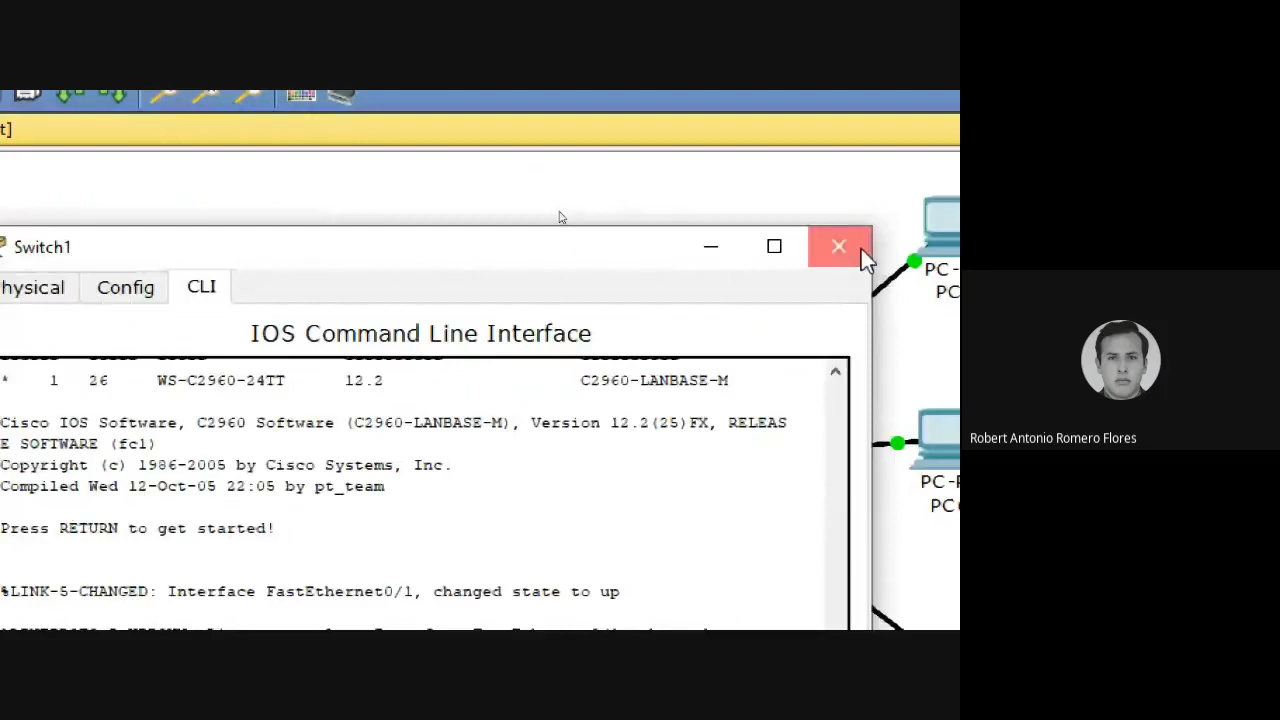 t]
Switch1
hysical Config CLI
IOS Command Line Interface
* 1 26 WS-C2960-24TT 12.2 C2960-LANBASE-M
Cisco IOS Software, C2960 Software (C2960-LANBASE-M), Version 12.2(25)FX, RELEAS
E SOFTWARE (fc1)
Copyright (c) 1986-2005 by Cisco Systems, Inc.
Compiled Wed 12-Oct-05 22:05 by pt_team
Press RETURN to get started!
%LINK-5-CHANGED: Interface FastEthernet0/1, changed state to up
PC-
PC
PC-P
PC
Robert Antonio Romero Flores